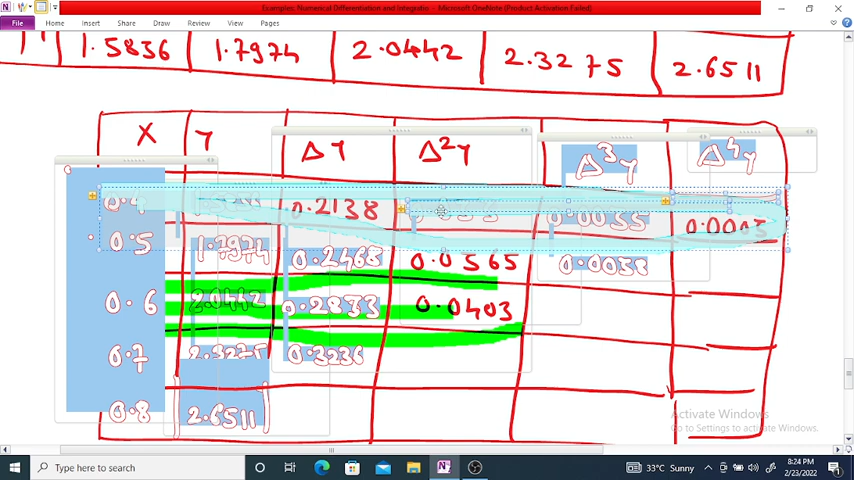 Examples: Numerical Differentiation and Integratio - Microsoft OneNote (Product Activation Failed)
File Home Insert Share Draw Review View Pages
1.5836 1.7974 2.0442 2.3275 2.6511
X Y ΔY Δ²Y Δ³Y Δ⁴Y
0.4 0.2138 0.0035 0.0003
0.5 1.7974 0.2468 0.0565 0.0038
0.6 2.0442 0.2833 0.0403
0.7 2.3275 0.3236
0.8 2.6511
Activate Windows
Go to Settings to activate Windows.
Type here to search
33°C Sunny
8:24 PM
2/23/2022